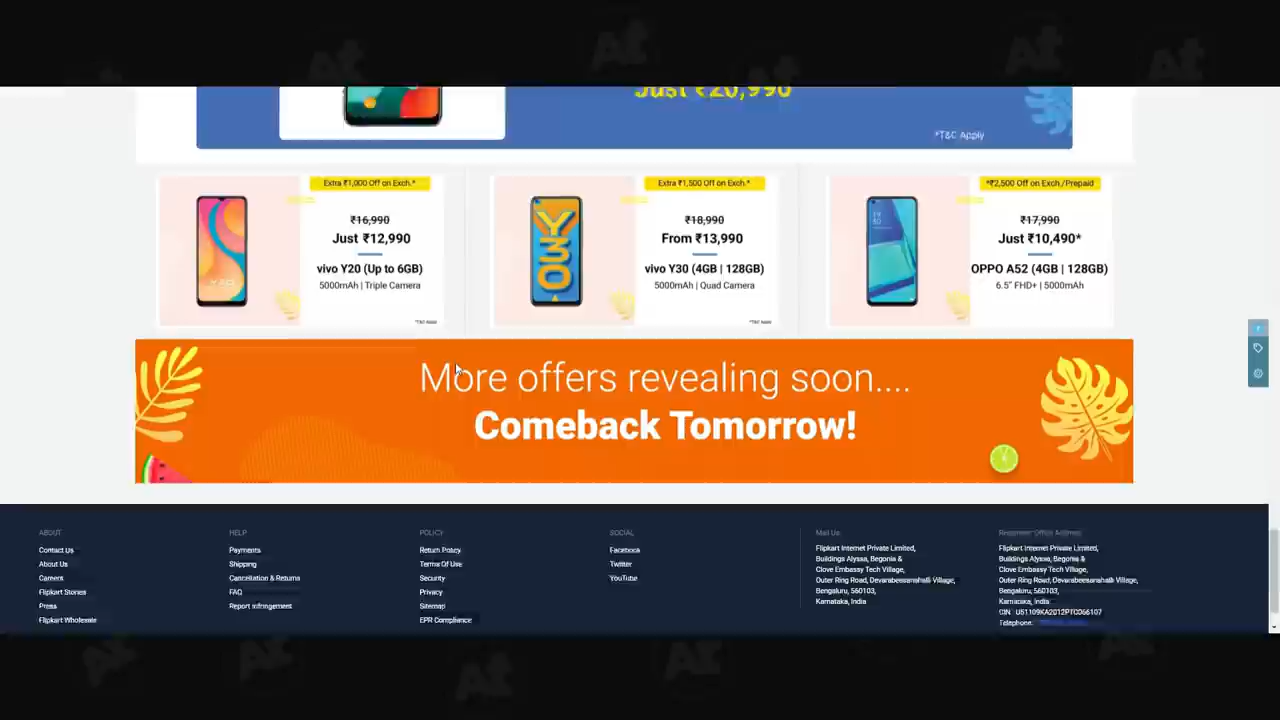 Just ₹20,990
*T&C Apply
Extra ₹1,000 Off on Exch.*
₹16,990
Just ₹12,990
vivo Y20 (Up to 6GB)
5000mAh | Triple Camera
*T&C Apply
Extra ₹1,500 Off on Exch.*
₹18,990
From ₹13,990
vivo Y30 (4GB | 128GB)
5000mAh | Quad Camera
*T&C Apply
Y30
*₹2,500 Off on Exch./Prepaid
₹17,990
Just ₹10,490*
OPPO A52 (4GB | 128GB)
6.5" FHD+ | 5000mAh
More offers revealing soon....
Comeback Tomorrow!
ABOUT
Contact Us
About Us
Careers
Flipkart Stories
Press
Flipkart Wholesale
HELP
Payments
Shipping
Cancellation & Returns
FAQ
Report Infringement
POLICY
Return Policy
Terms Of Use
Security
Privacy
Sitemap
EPR Compliance
SOCIAL
Facebook
Twitter
YouTube
Mail Us:
Flipkart Internet Private Limited,
Buildings Alyssa, Begonia &
Clove Embassy Tech Village,
Outer Ring Road, Devarabeesanahalli Village,
Bengaluru, 560103,
Karnataka, India
Registered Office Address:
Flipkart Internet Private Limited,
Buildings Alyssa, Begonia &
Clove Embassy Tech Village,
Outer Ring Road, Devarabeesanahalli Village,
Bengaluru, 560103,
Karnataka, India
CIN : U51109KA2012PTC066107
Telephone: